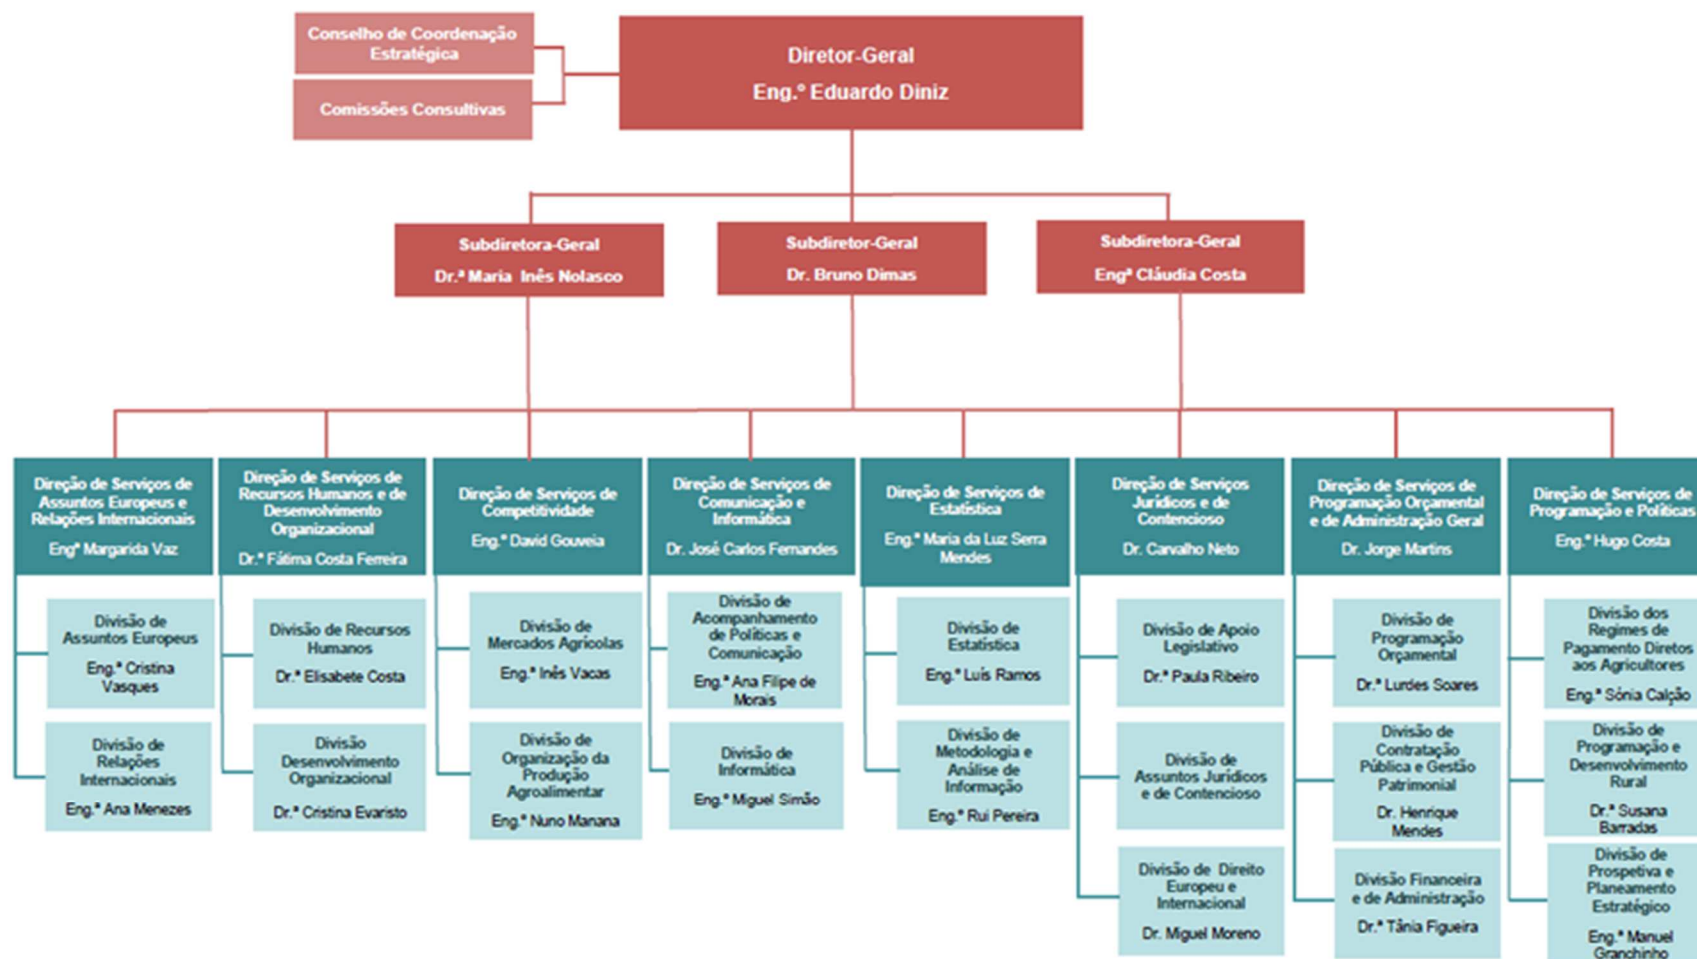 Conselho de Coordenação
Estratégica
Comissões Consultivas
Diretor-Geral
Eng.º Eduardo Diniz
Subdiretora-Geral
Dr.ª Maria Inês Nolasco
Subdiretor-Geral
Dr. Bruno Dimas
Subdiretora-Geral
Engª Cláudia Costa
Direção de Serviços de
Assuntos Europeus e
Relações Internacionais
Engª Margarida Vaz
Divisão de
Assuntos Europeus
Eng.ª Cristina
Vasques
Divisão de
Relações
Internacionais
Eng.ª Ana Menezes
Direção de Serviços de
Recursos Humanos e de
Desenvolvimento
Organizacional
Dr.ª Fátima Costa Ferreira
Divisão de Recursos
Humanos
Dr.ª Elisabete Costa
Divisão
Desenvolvimento
Organizacional
Dr.ª Cristina Evaristo
Direção de Serviços de
Competitividade
Eng.º David Gouveia
Divisão de
Mercados Agrícolas
Eng.ª Inês Vacas
Divisão de
Organização da
Produção
Agroalimentar
Eng.º Nuno Manana
Direção de Serviços de
Comunicação e
Informática
Dr. José Carlos Fernandes
Divisão de
Acompanhamento
de Políticas e
Comunicação
Eng.ª Ana Filipe de
Morais
Divisão de
Informática
Eng.º Miguel Simão
Direção de Serviços de
Estatística
Eng.ª Maria da Luz Serra
Mendes
Divisão de
Estatística
Eng.º Luís Ramos
Divisão de
Metodologia e
Análise de
Informação
Eng.º Rui Pereira
Direção de Serviços
Jurídicos e de
Contencioso
Dr. Carvalho Neto
Divisão de Apoio
Legislativo
Dr.ª Paula Ribeiro
Divisão de
Assuntos Jurídicos
e de Contencioso
Divisão de Direito
Europeu e
Internacional
Dr. Miguel Moreno
Direção de Serviços de
Programação Orçamental
e de Administração Geral
Dr. Jorge Martins
Divisão de
Programação
Orçamental
Dr.ª Lurdes Soares
Divisão de
Contratação
Pública e Gestão
Patrimonial
Dr. Henrique
Mendes
Divisão Financeira
e de Administração
Dr.ª Tânia Figueira
Direção de Serviços de
Programação e Políticas
Eng.º Hugo Costa
Divisão dos
Regimes de
Pagamento Diretos
aos Agricultores
Eng.ª Sónia Calção
Divisão de
Programação e
Desenvolvimento
Rural
Dr.ª Susana
Barradas
Divisão de
Prospetiva e
Planeamento
Estratégico
Eng.º Manuel
Granchinho